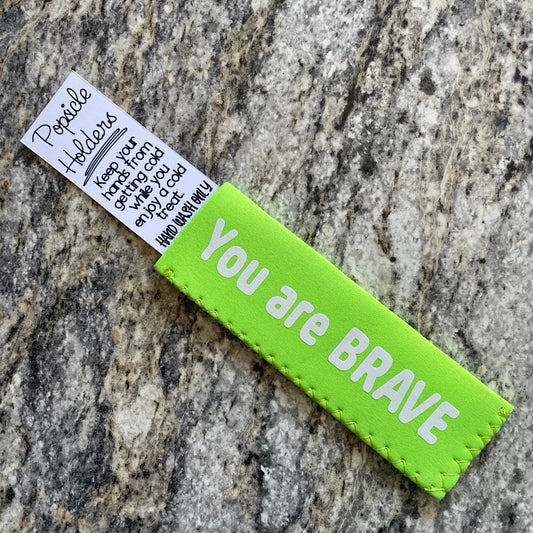 Popsicle
Holders
Keep your
hands from
getting cold
while you
enjoy a cold
treat.
HAND WASH ONLY
You are BRAVE